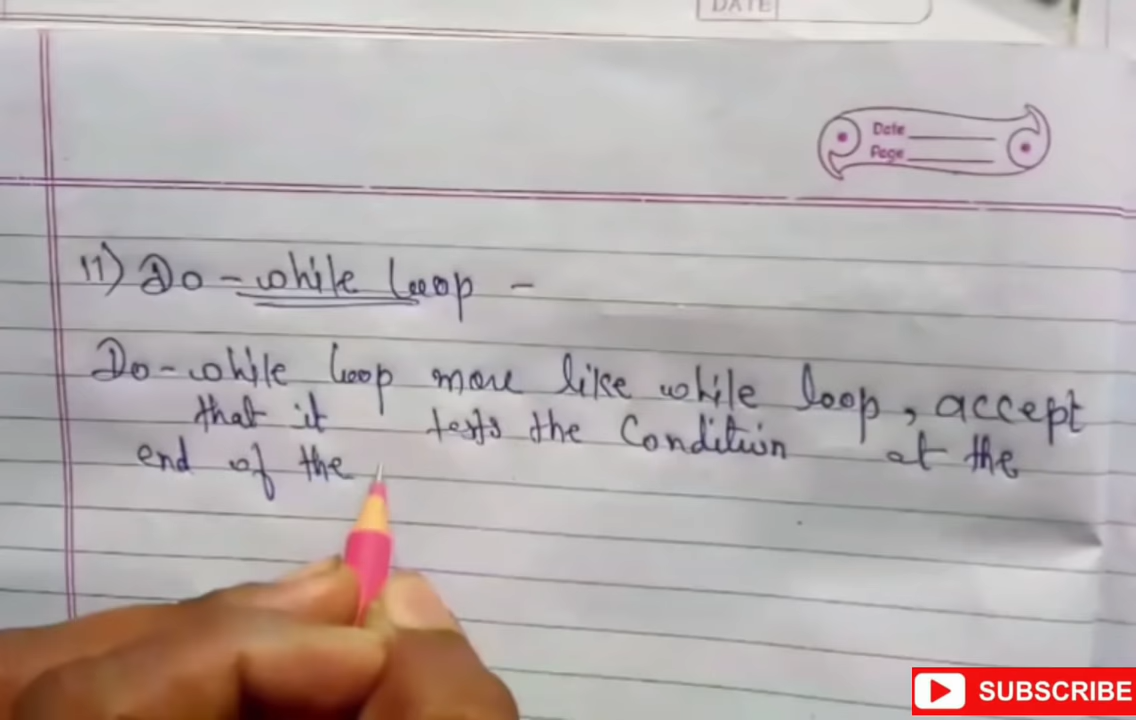 DATE
Date
Page
11) Do-while Loop -
Do-while loop more like while loop, accept
that it tests the Condition at the
end of the
SUBSCRIBE